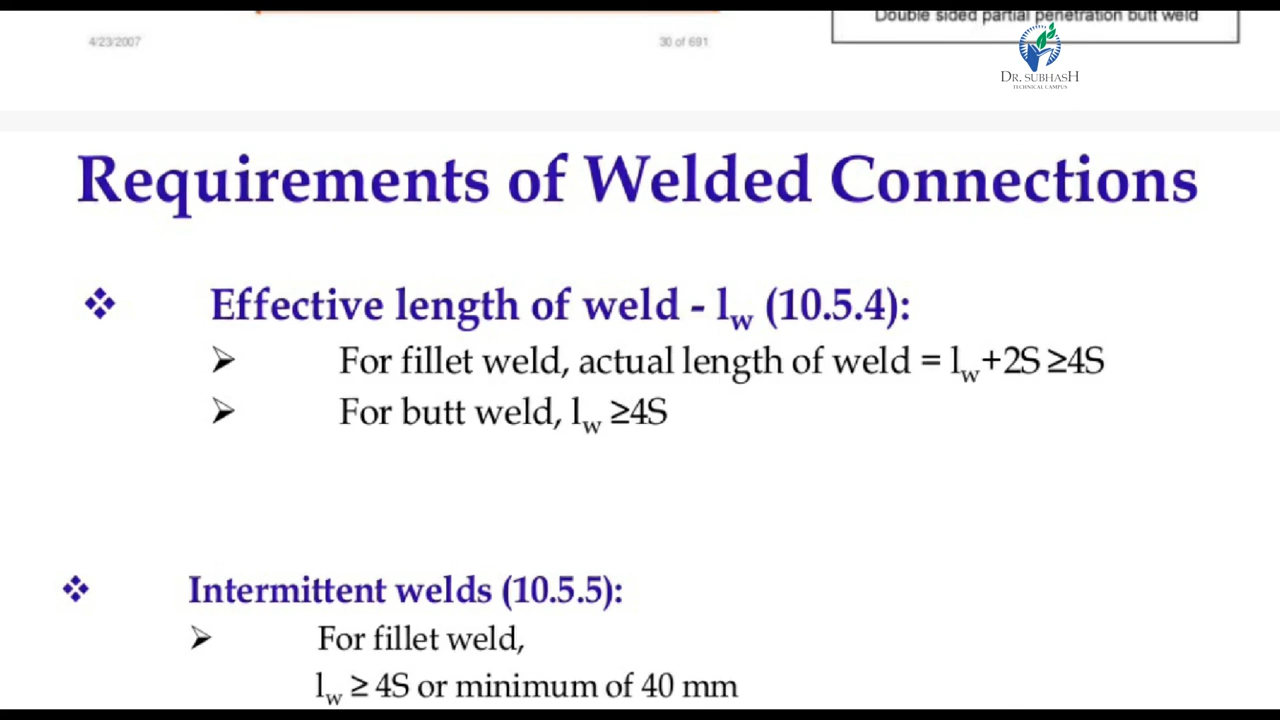 Double sided partial penetration butt weld
4/23/2007
30 of 691
DR. SUBHASH
TECHNICAL CAMPUS
Requirements of Welded Connections
❖ Effective length of weld - lw (10.5.4):
➢ For fillet weld, actual length of weld = lw+2S ≥4S
➢ For butt weld, lw ≥4S
❖ Intermittent welds (10.5.5):
➢ For fillet weld,
lw ≥ 4S or minimum of 40 mm